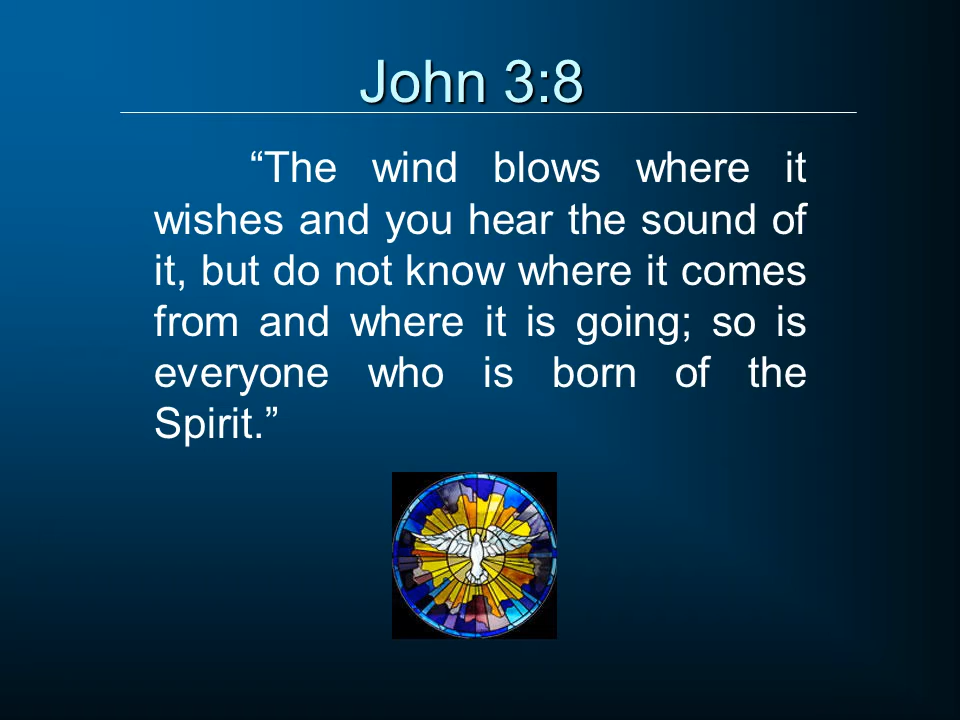 John 3:8
“The wind blows where it
wishes and you hear the sound of
it, but do not know where it comes
from and where it is going; so is
everyone who is born of the
Spirit.”